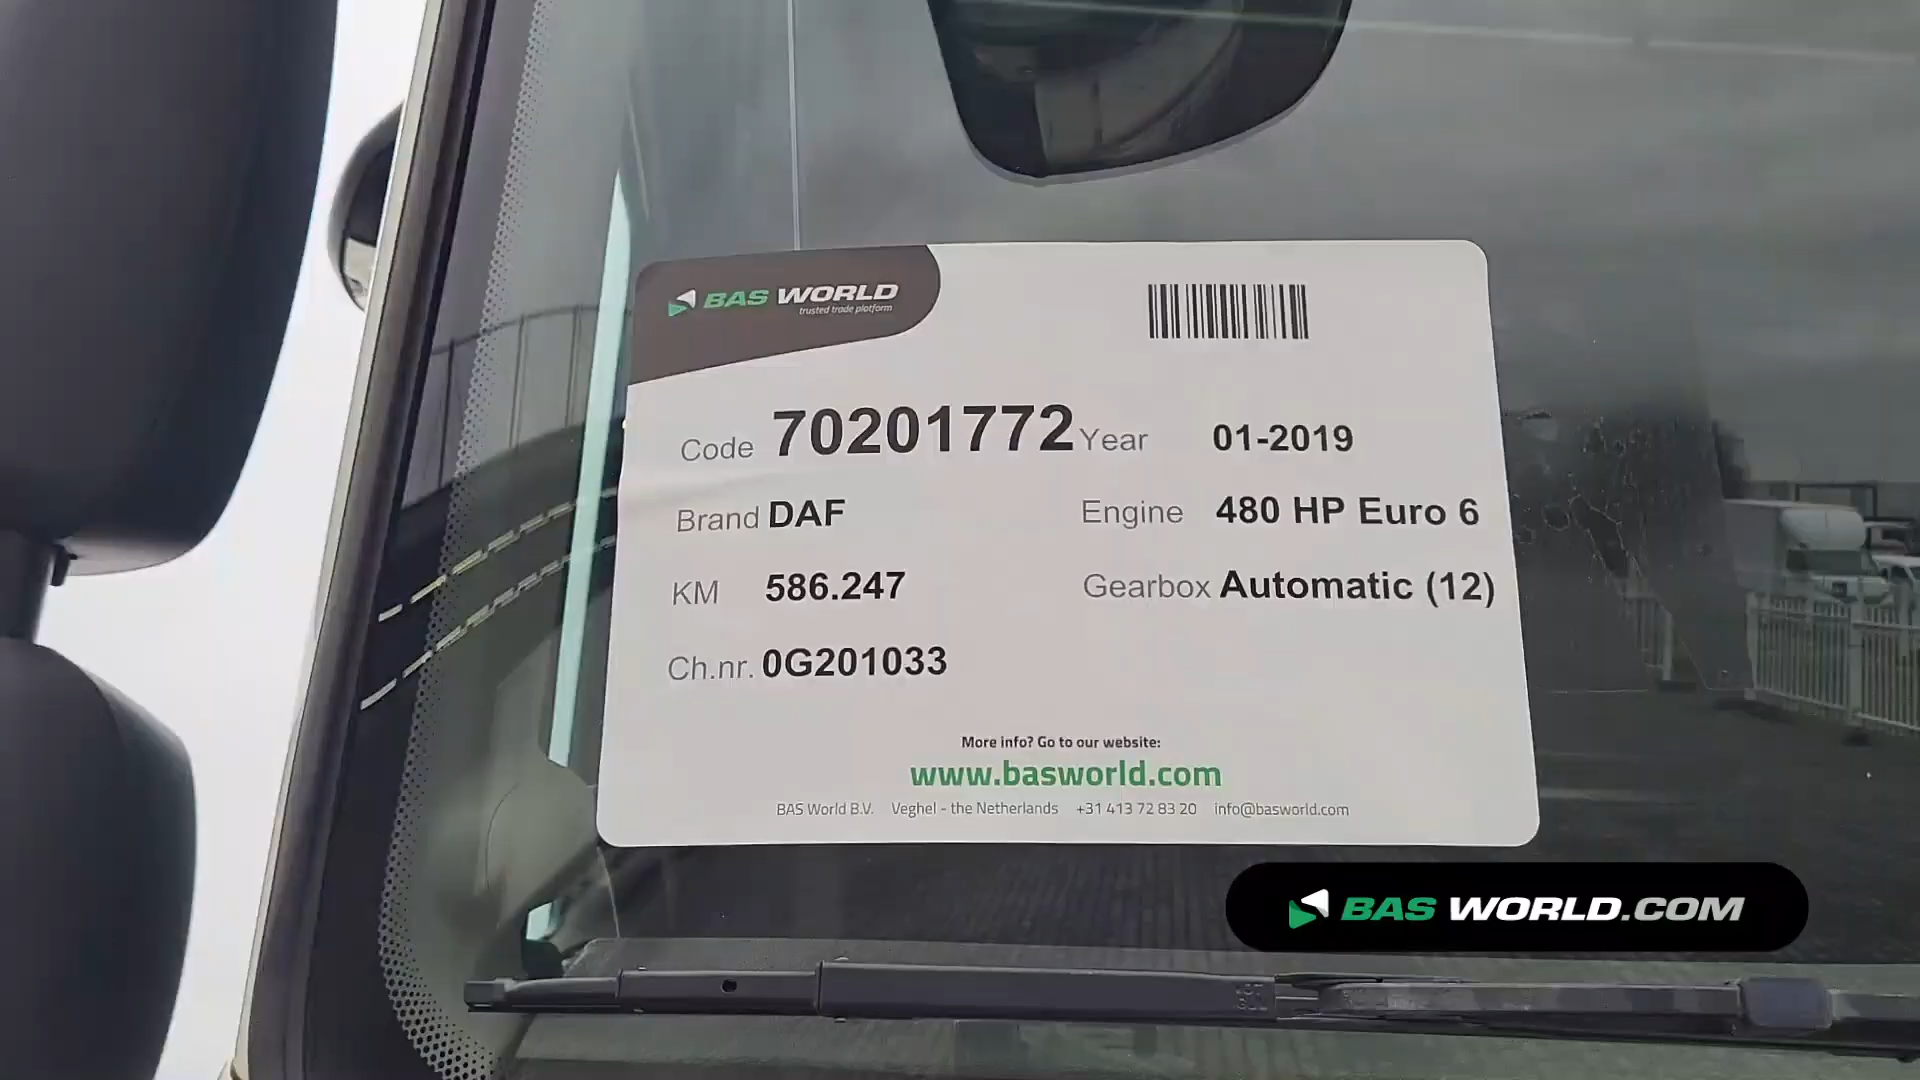 BAS WORLD
trusted trade platform
Code 70201772 Year 01-2019
Brand DAF Engine 480 HP Euro 6
KM 586.247 Gearbox Automatic (12)
Ch.nr. 0G201033
More info? Go to our website:
www.basworld.com
BAS World B.V. Veghel - the Netherlands +31 413 72 83 20 info@basworld.com
BAS WORLD.COM